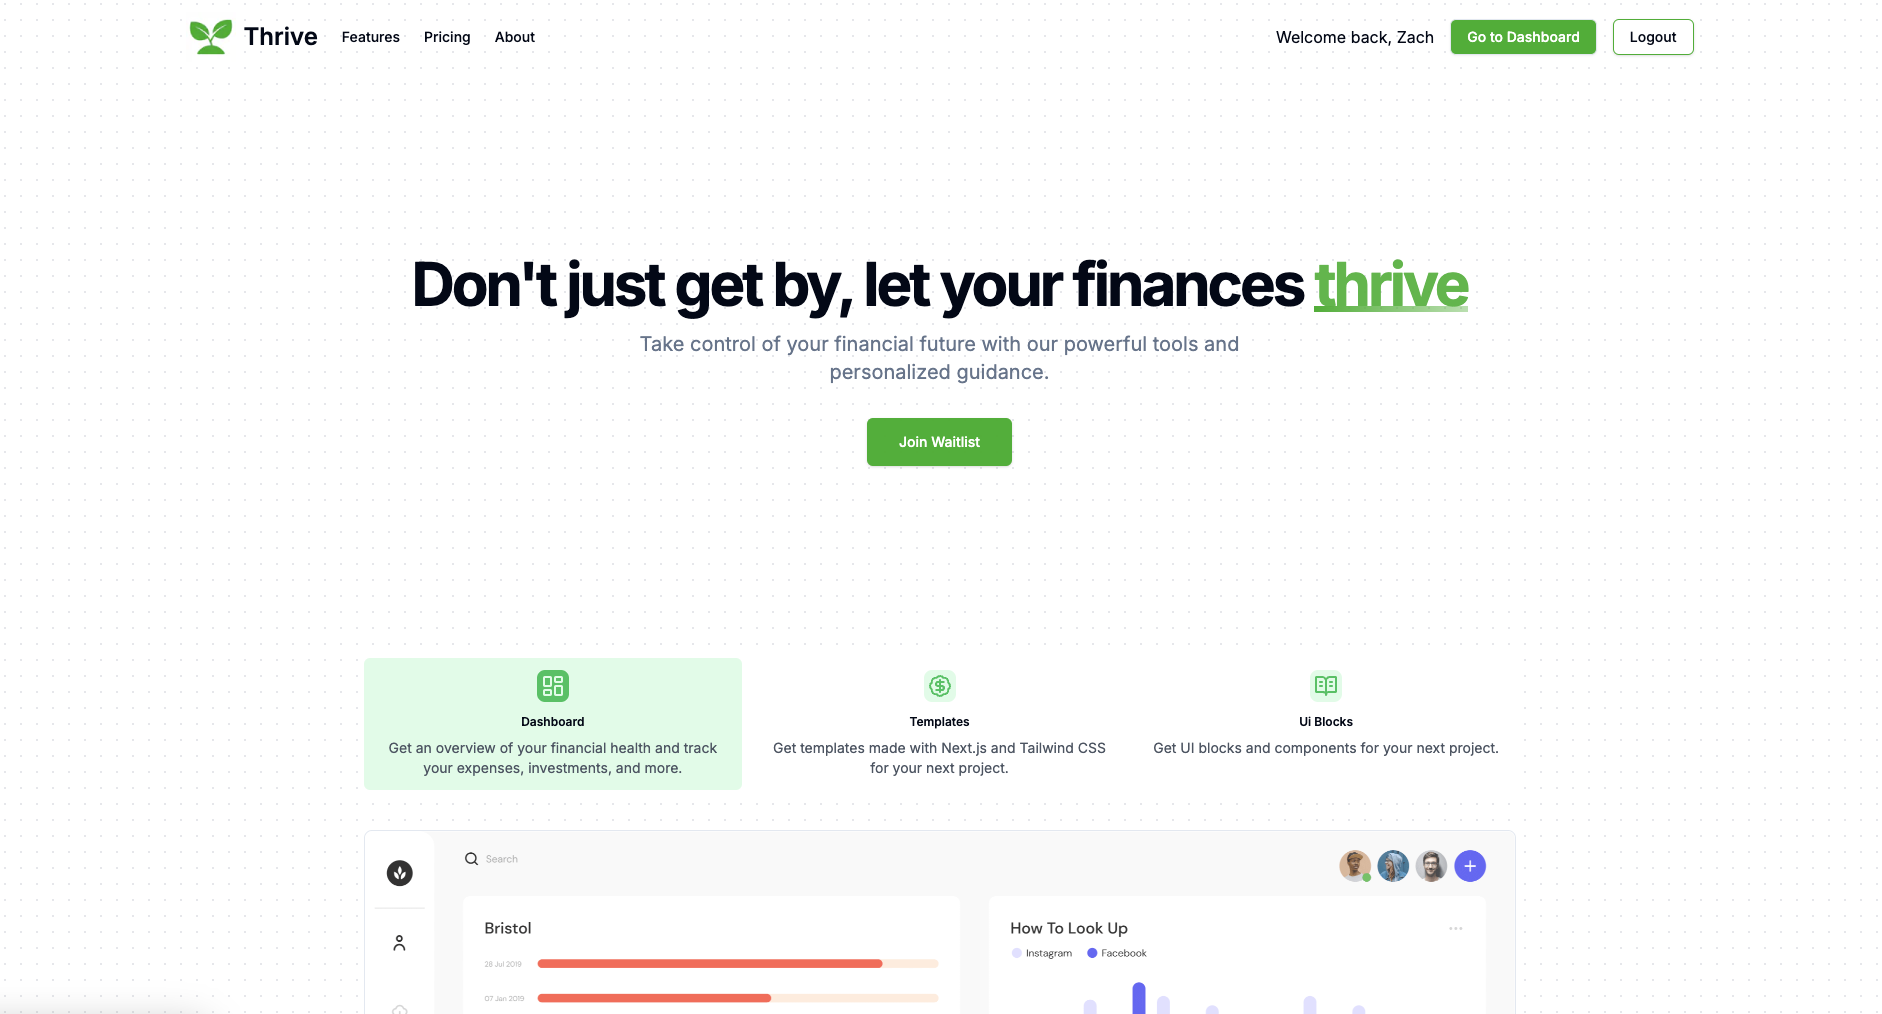 Thrive
Features
Pricing
About
Welcome back, Zach
Go to Dashboard
Logout
Don't just get by, let your finances thrive
Take control of your financial future with our powerful tools and
personalized guidance.
Join Waitlist
Dashboard
Get an overview of your financial health and track
your expenses, investments, and more.
Templates
Get templates made with Next.js and Tailwind CSS
for your next project.
Ui Blocks
Get UI blocks and components for your next project.
Search
Bristol
28 Jul 2019
07 Jan 2019
How To Look Up
Instagram
Facebook